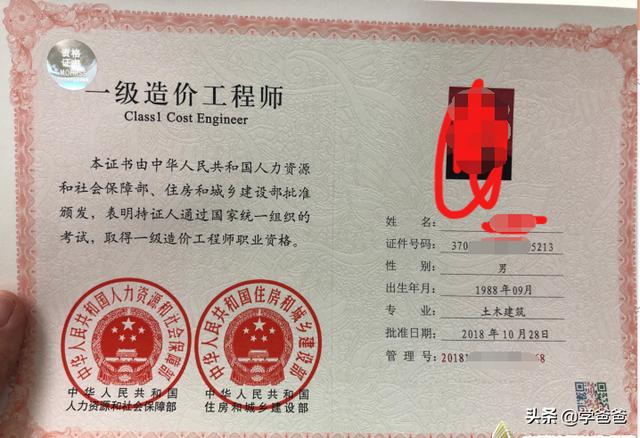 资格
证书
MOHRSS
一级造价工程师
Class1 Cost Engineer
本证书由中华人民共和国人力资源
和社会保障部、住房和城乡建设部批准
颁发，表明持证人通过国家统一组织的
考试，取得一级造价工程师职业资格。
中华人民共和国人力资源和社会保障部
中华人民共和国住房和城乡建设部
中华人民共和国
人力资源和社会保障部
中华人民共和国
住房和城乡建设部
姓 名：
证件号码：370 5213
性 别：男
出生年月：1988年09月
专 业：土木建筑
批准日期：2018年10月28日
管 理 号：2018 68
头条 @学爸爸